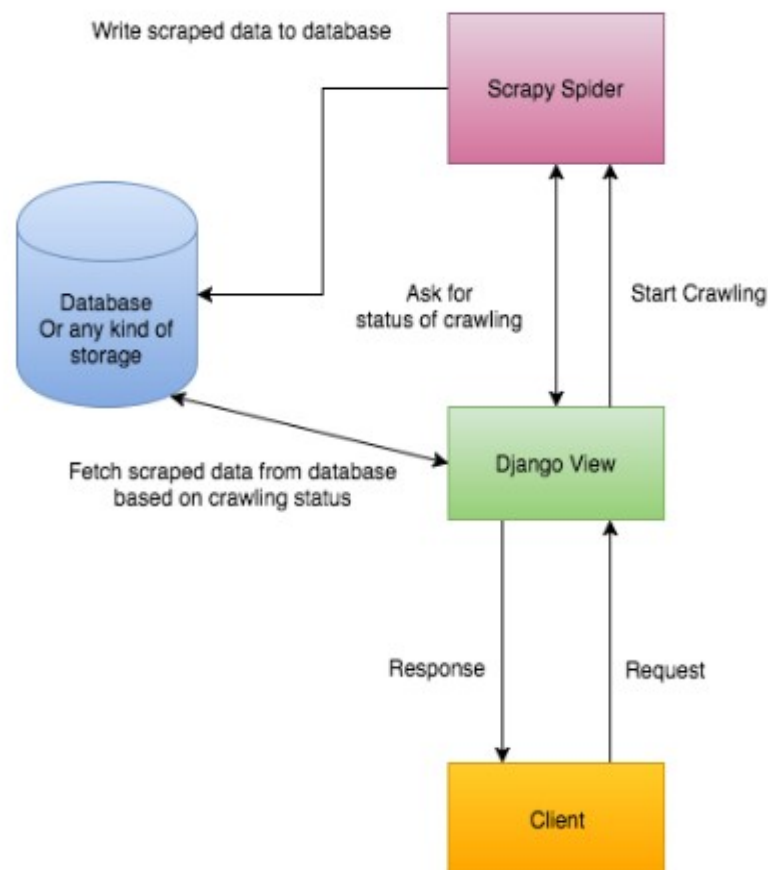 Write scraped data to database
Scrapy Spider
Database
Or any kind of
storage
Ask for
status of crawling
Start Crawling
Django View
Fetch scraped data from database
based on crawling status
Response
Request
Client